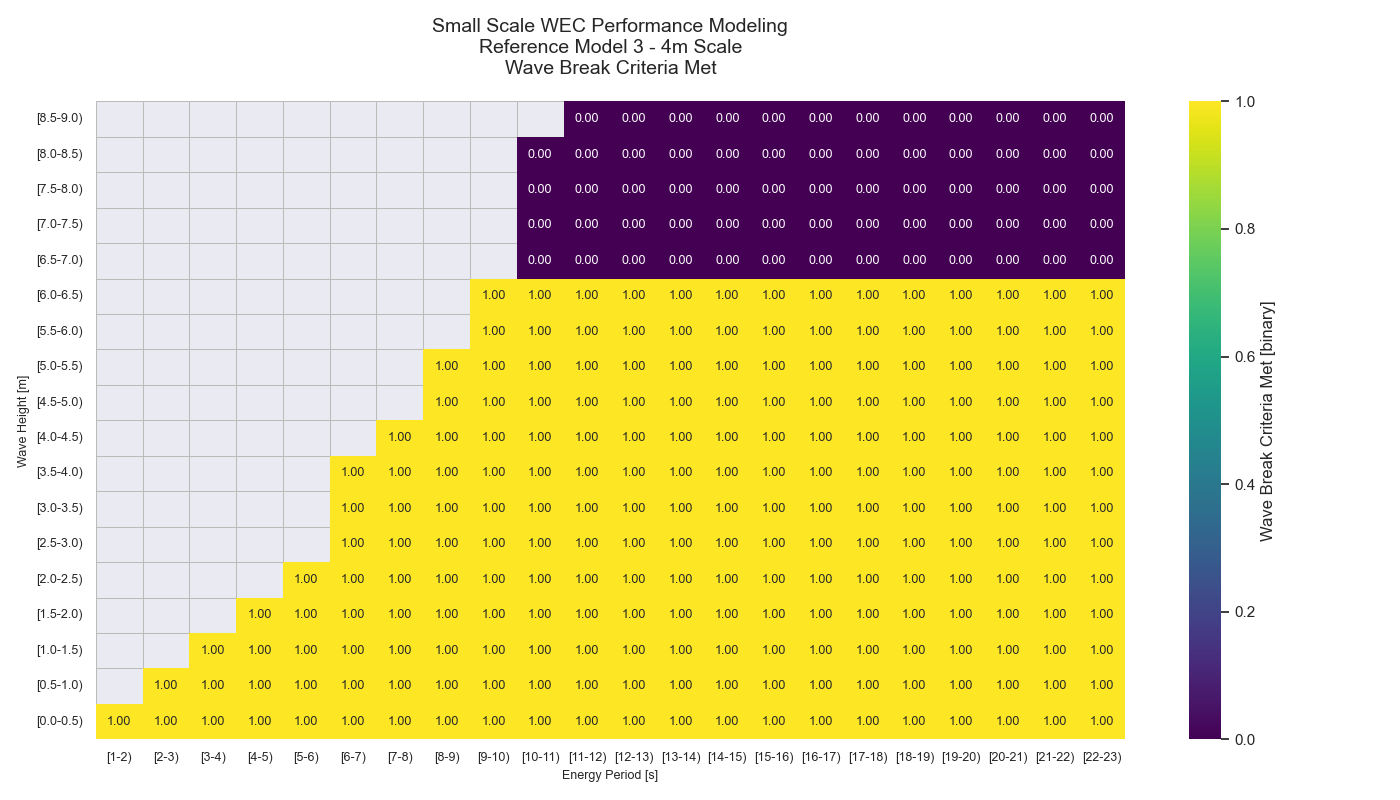 Small Scale WEC Performance Modeling
Reference Model 3 - 4m Scale
Wave Break Criteria Met
Wave Height [m]
[8.5-9.0) 0.00 0.00 0.00 0.00 0.00 0.00 0.00 0.00 0.00 0.00 0.00 0.00
[8.0-8.5) 0.00 0.00 0.00 0.00 0.00 0.00 0.00 0.00 0.00 0.00 0.00 0.00 0.00
[7.5-8.0) 0.00 0.00 0.00 0.00 0.00 0.00 0.00 0.00 0.00 0.00 0.00 0.00 0.00
[7.0-7.5) 0.00 0.00 0.00 0.00 0.00 0.00 0.00 0.00 0.00 0.00 0.00 0.00 0.00
[6.5-7.0) 0.00 0.00 0.00 0.00 0.00 0.00 0.00 0.00 0.00 0.00 0.00 0.00 0.00
[6.0-6.5) 1.00 1.00 1.00 1.00 1.00 1.00 1.00 1.00 1.00 1.00 1.00 1.00 1.00 1.00
[5.5-6.0) 1.00 1.00 1.00 1.00 1.00 1.00 1.00 1.00 1.00 1.00 1.00 1.00 1.00 1.00
[5.0-5.5) 1.00 1.00 1.00 1.00 1.00 1.00 1.00 1.00 1.00 1.00 1.00 1.00 1.00 1.00 1.00
[4.5-5.0) 1.00 1.00 1.00 1.00 1.00 1.00 1.00 1.00 1.00 1.00 1.00 1.00 1.00 1.00 1.00
[4.0-4.5) 1.00 1.00 1.00 1.00 1.00 1.00 1.00 1.00 1.00 1.00 1.00 1.00 1.00 1.00 1.00 1.00
[3.5-4.0) 1.00 1.00 1.00 1.00 1.00 1.00 1.00 1.00 1.00 1.00 1.00 1.00 1.00 1.00 1.00 1.00 1.00
[3.0-3.5) 1.00 1.00 1.00 1.00 1.00 1.00 1.00 1.00 1.00 1.00 1.00 1.00 1.00 1.00 1.00 1.00 1.00
[2.5-3.0) 1.00 1.00 1.00 1.00 1.00 1.00 1.00 1.00 1.00 1.00 1.00 1.00 1.00 1.00 1.00 1.00 1.00
[2.0-2.5) 1.00 1.00 1.00 1.00 1.00 1.00 1.00 1.00 1.00 1.00 1.00 1.00 1.00 1.00 1.00 1.00 1.00 1.00
[1.5-2.0) 1.00 1.00 1.00 1.00 1.00 1.00 1.00 1.00 1.00 1.00 1.00 1.00 1.00 1.00 1.00 1.00 1.00 1.00 1.00
[1.0-1.5) 1.00 1.00 1.00 1.00 1.00 1.00 1.00 1.00 1.00 1.00 1.00 1.00 1.00 1.00 1.00 1.00 1.00 1.00 1.00 1.00
[0.5-1.0) 1.00 1.00 1.00 1.00 1.00 1.00 1.00 1.00 1.00 1.00 1.00 1.00 1.00 1.00 1.00 1.00 1.00 1.00 1.00 1.00 1.00
[0.0-0.5) 1.00 1.00 1.00 1.00 1.00 1.00 1.00 1.00 1.00 1.00 1.00 1.00 1.00 1.00 1.00 1.00 1.00 1.00 1.00 1.00 1.00 1.00
[1-2) [2-3) [3-4) [4-5) [5-6) [6-7) [7-8) [8-9) [9-10) [10-11) [11-12) [12-13) [13-14) [14-15) [15-16) [16-17) [17-18) [18-19) [19-20) [20-21) [21-22) [22-23)
Energy Period [s]
1.0
0.8
0.6
0.4
0.2
0.0
Wave Break Criteria Met [binary]